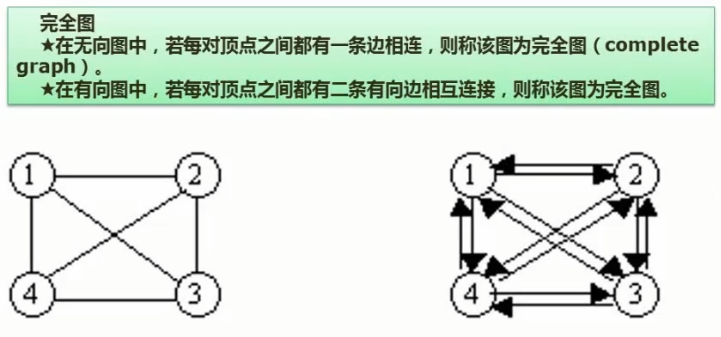 完全图
★在无向图中，若每对顶点之间都有一条边相连，则称该图为完全图（complete
graph）。
★在有向图中，若每对顶点之间都有二条有向边相互连接，则称该图为完全图。
1 2 1 2
4 3 4 3